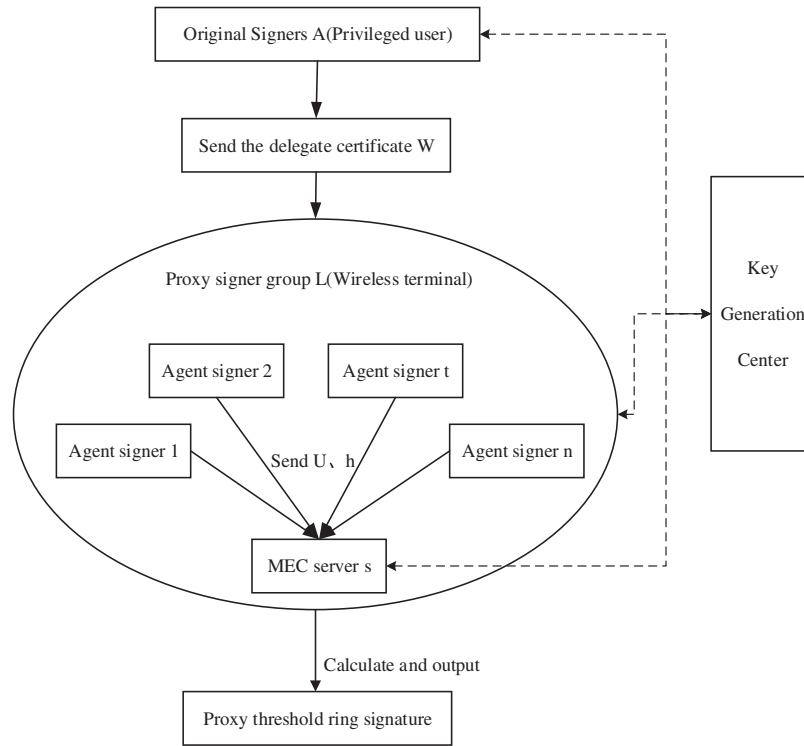 Original Signers A(Privileged user)
Send the delegate certificate W
Key
Generation
Center
Proxy signer group L(Wireless terminal)
Agent signer 2
Agent signer t
Agent signer 1
Send U、h
Agent signer n
MEC server s
Calculate and output
Proxy threshold ring signature